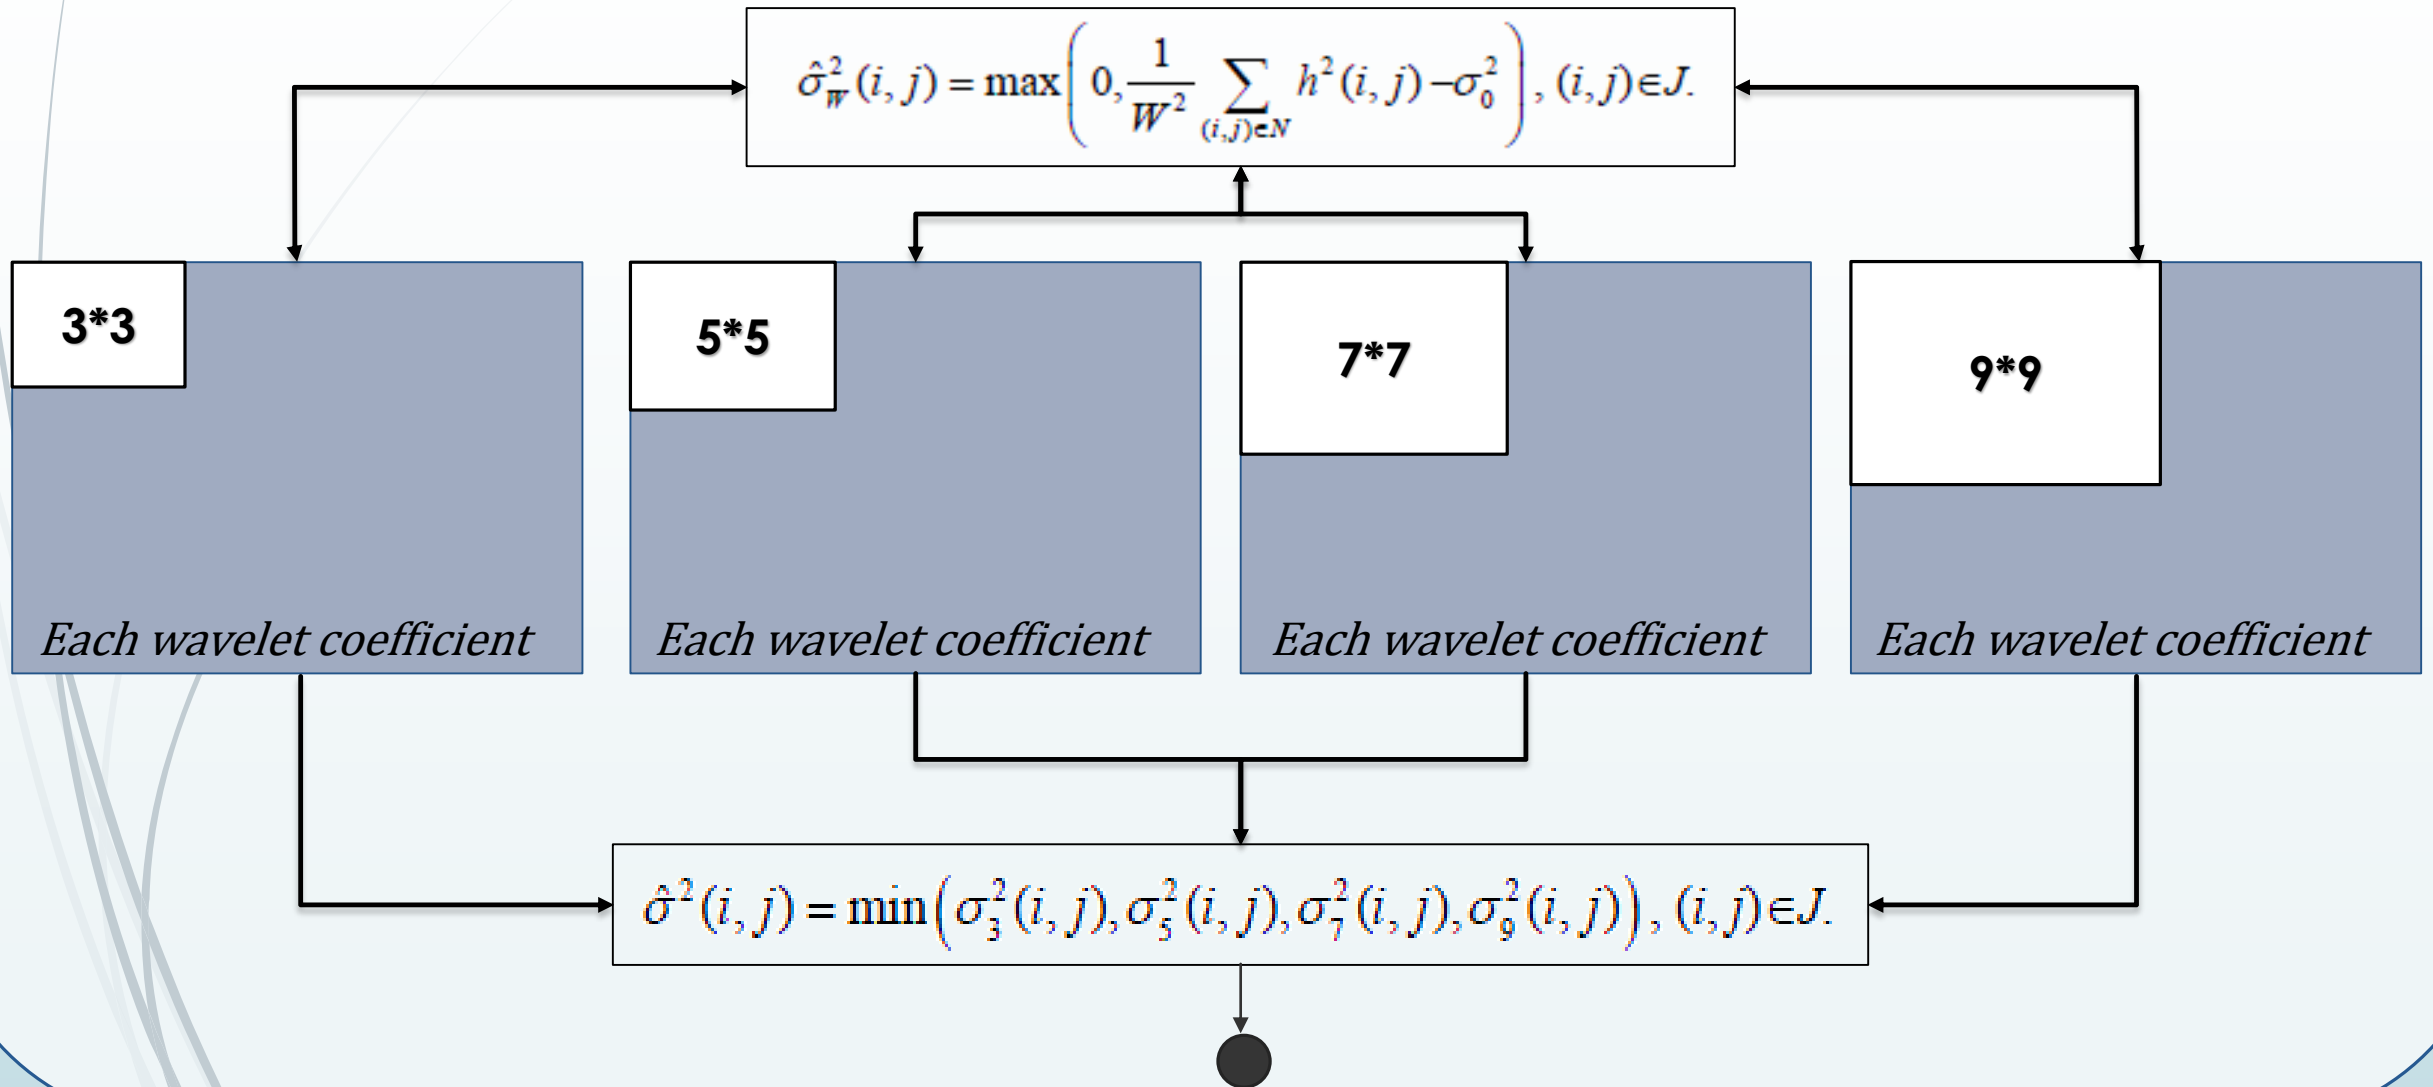 σ̂²_W(i, j) = max(0, 1/W² ∑_{(i,j)∈N} h²(i, j) − σ₀²), (i, j)∈J.
3*3
5*5
7*7
9*9
Each wavelet coefficient
Each wavelet coefficient
Each wavelet coefficient
Each wavelet coefficient
σ̂²(i, j) = min(σ₃²(i, j), σ₅²(i, j), σ₇²(i, j), σ₉²(i, j)), (i, j)∈J.